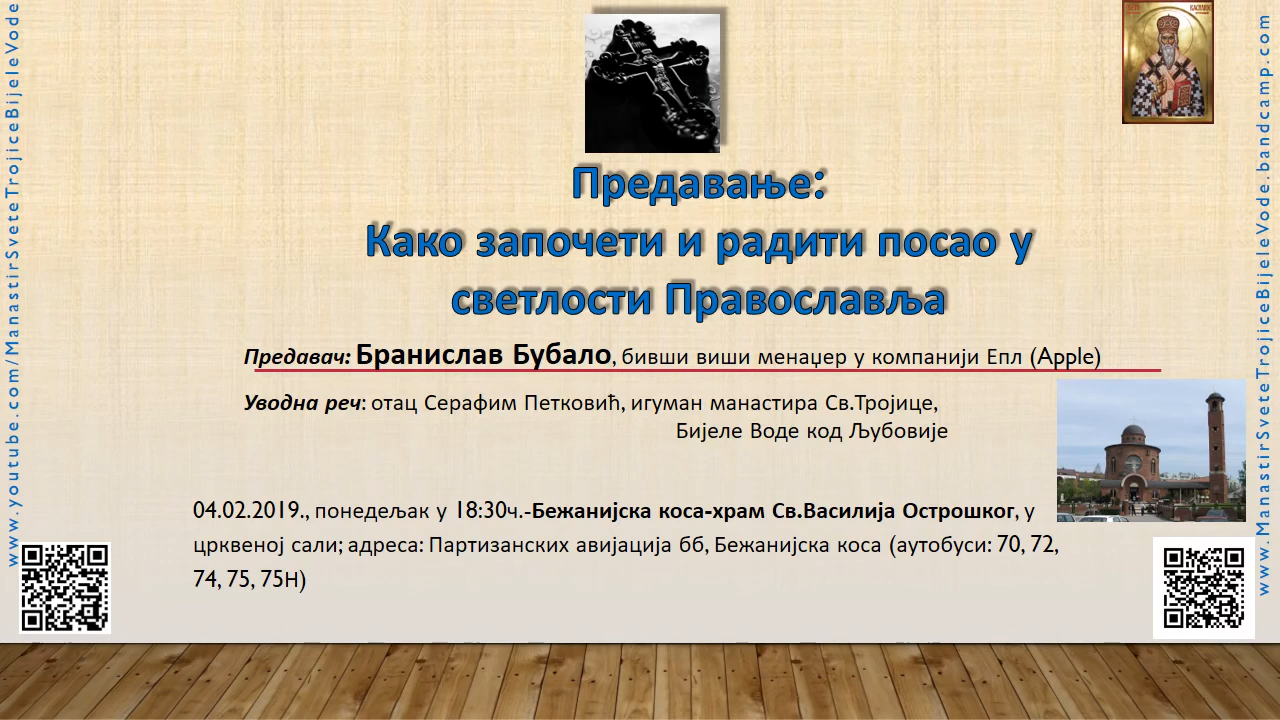 www.youtube.com/ManastirSveteTrojiceBijeleVode
Предавање:
Како започети и радити посао у
светлости Православља
Предавач: Бранислав Бубало, бивши виши менаџер у компанији Епл (Apple)
Уводна реч: отац Серафим Петковић, игуман манастира Св.Тројице,
Бијеле Воде код Љубовије
04.02.2019., понедељак у 18:30ч.-Бежанијска коса-храм Св.Василија Острошког, у
црквеној сали; адреса: Партизанских авијација бб, Бежанијска коса (аутобуси: 70, 72,
74, 75, 75Н)
www.ManastirSveteTrojiceBijeleVode.bandcamp.com